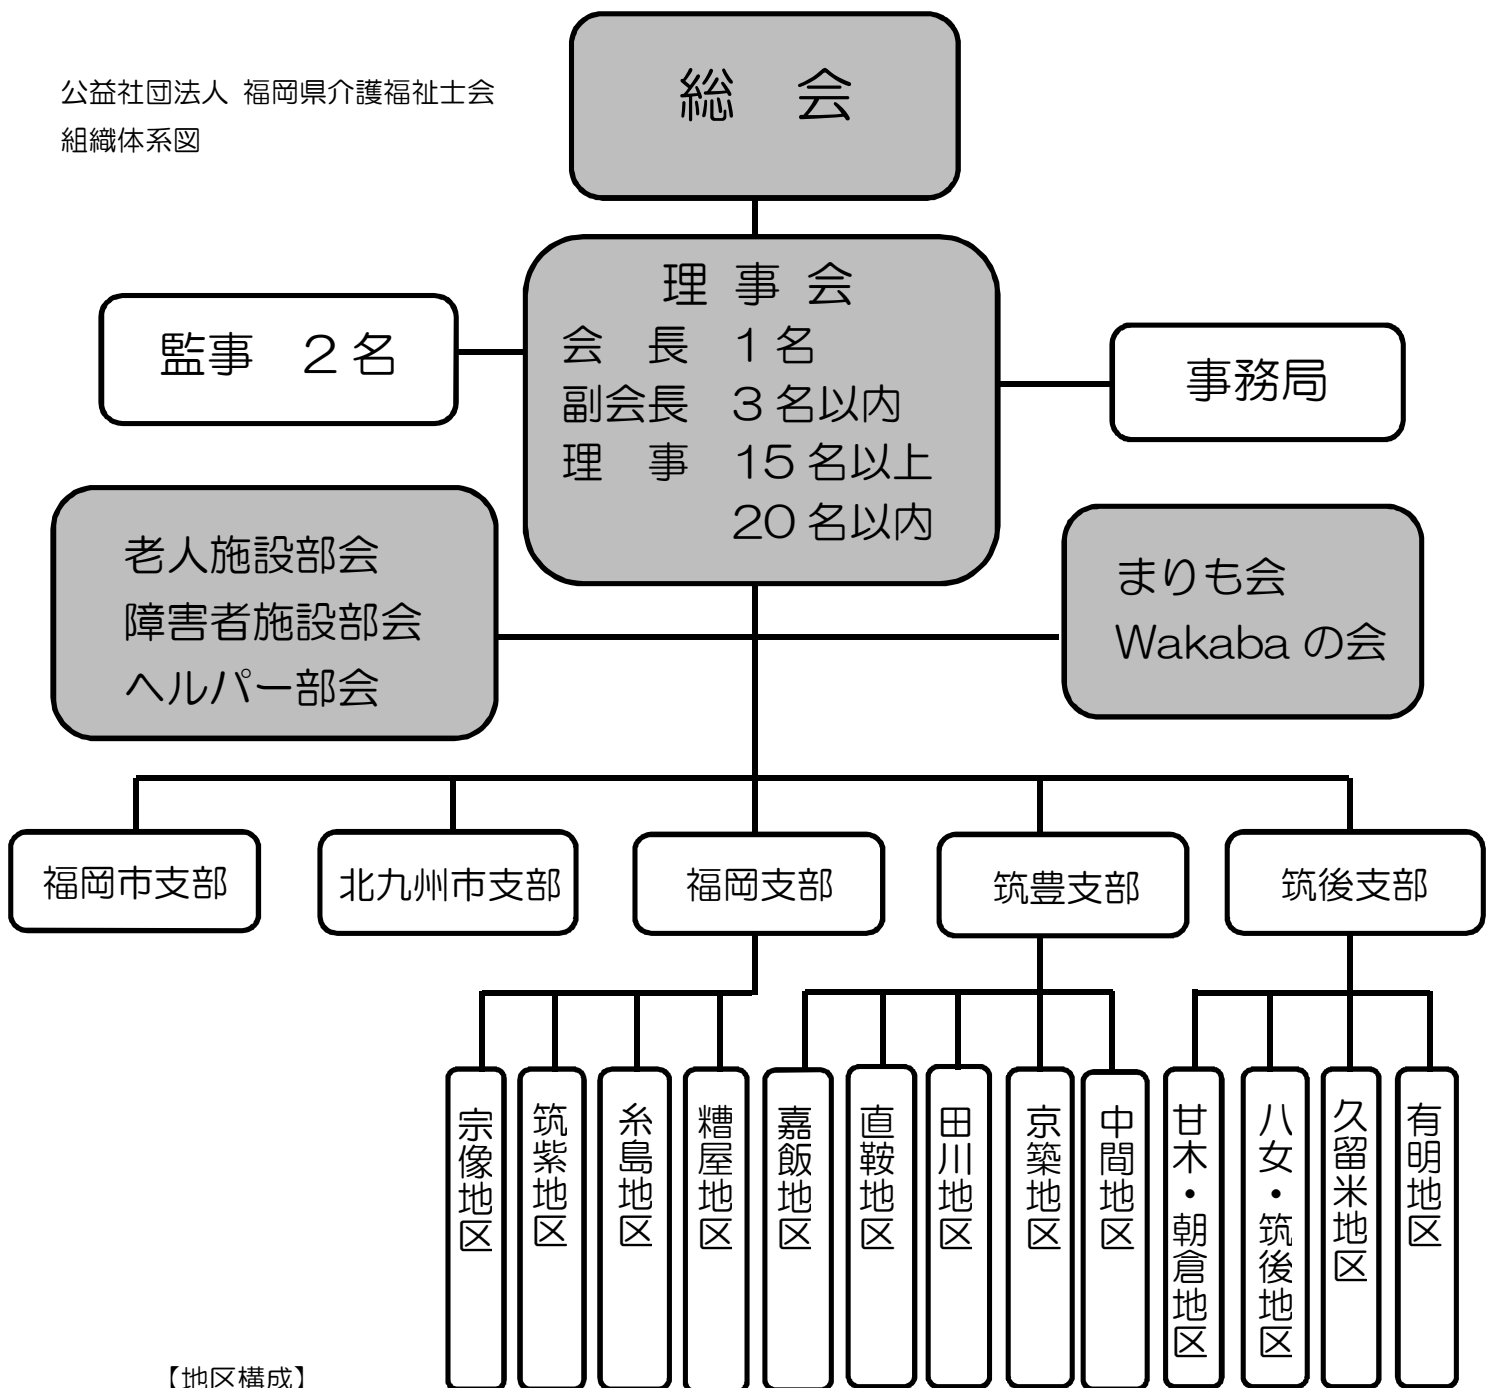 公益社団法人 福岡県介護福祉士会
組織体系図
総 会
理 事 会
会 長 1名
副会長 3名以内
理 事 15名以上
20名以内
監事 2名
事務局
老人施設部会
障害者施設部会
ヘルパー部会
まりも会
Wakabaの会
福岡市支部
北九州市支部
福岡支部
筑豊支部
筑後支部
宗像地区
筑紫地区
糸島地区
糟屋地区
嘉飯地区
直鞍地区
田川地区
京築地区
中間地区
甘木・朝倉地区
八女・筑後地区
久留米地区
有明地区
【地区構成】